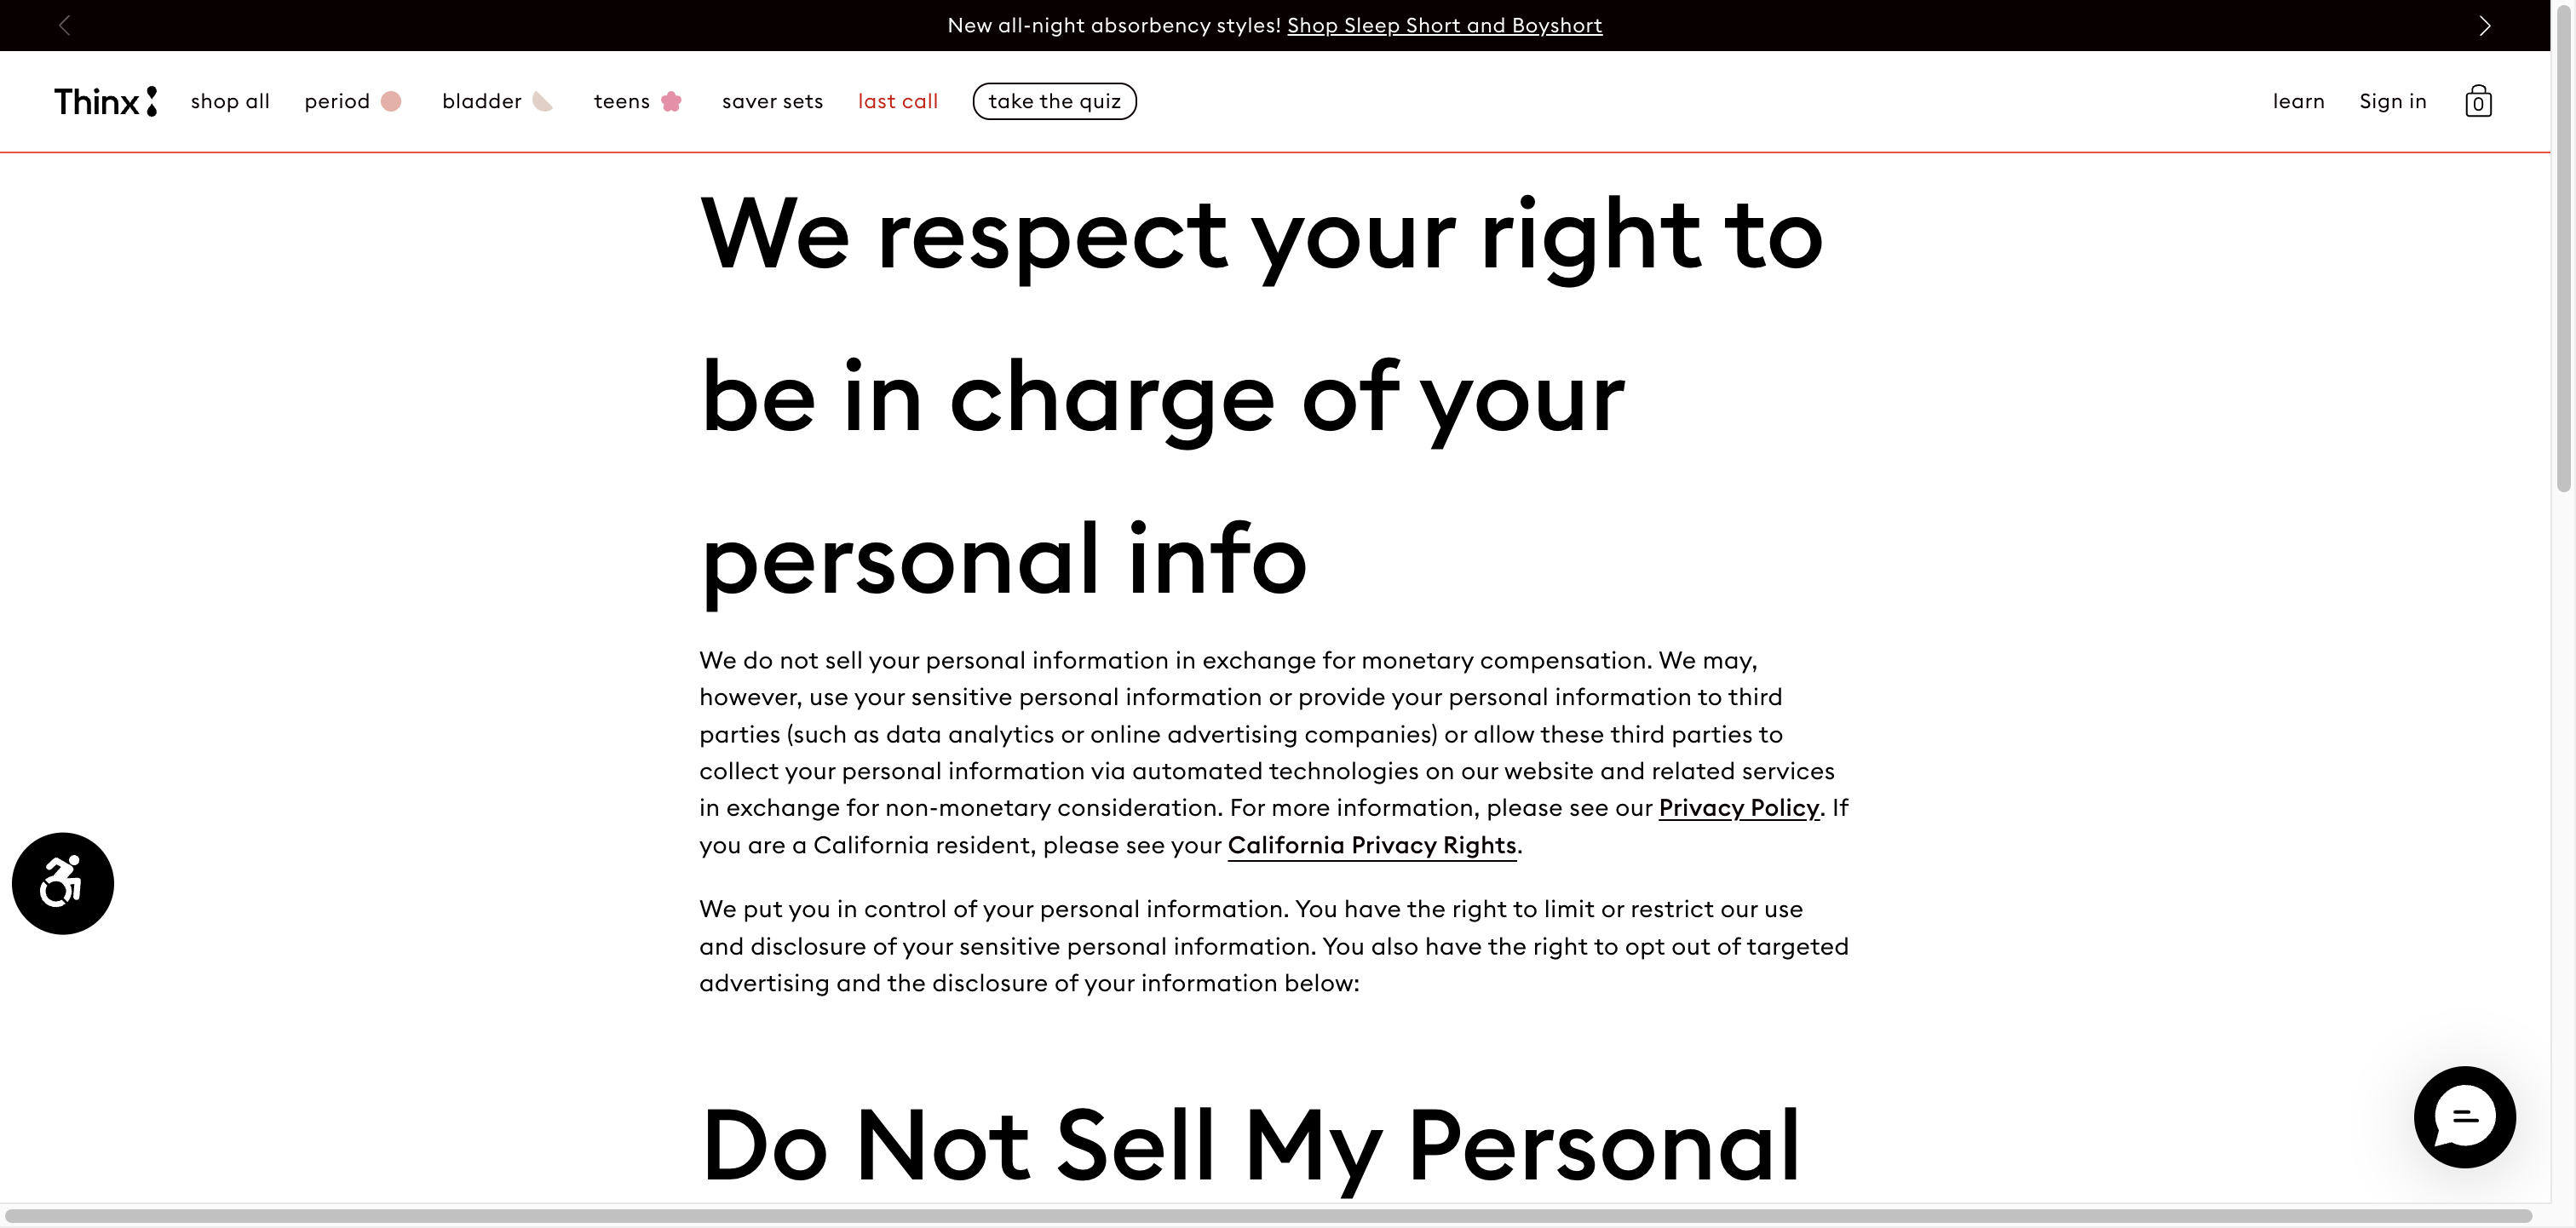 New all-night absorbency styles! Shop Sleep Short and Boyshort
Thinx shop all period bladder teens saver sets last call take the quiz learn Sign in 0
We respect your right to
be in charge of your
personal info
We do not sell your personal information in exchange for monetary compensation. We may,
however, use your sensitive personal information or provide your personal information to third
parties (such as data analytics or online advertising companies) or allow these third parties to
collect your personal information via automated technologies on our website and related services
in exchange for non-monetary consideration. For more information, please see our Privacy Policy. If
you are a California resident, please see your California Privacy Rights.
We put you in control of your personal information. You have the right to limit or restrict our use
and disclosure of your sensitive personal information. You also have the right to opt out of targeted
advertising and the disclosure of your information below:
Do Not Sell My Personal